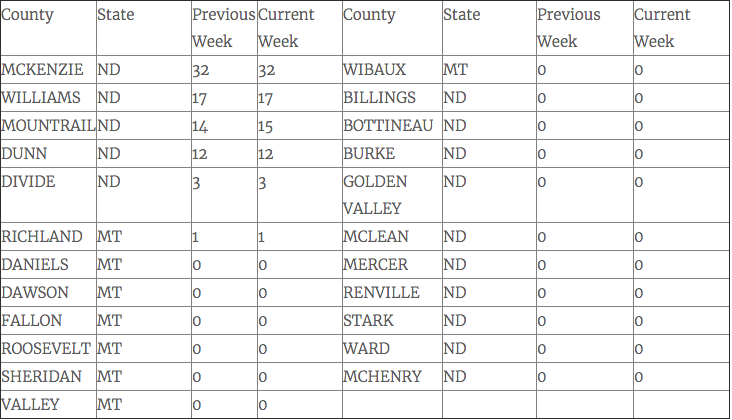 County State Previous Week Current Week County State Previous Week Current Week
MCKENZIE ND 32 32 WIBAUX MT 0 0
WILLIAMS ND 17 17 BILLINGS ND 0 0
MOUNTRAIL ND 14 15 BOTTINEAU ND 0 0
DUNN ND 12 12 BURKE ND 0 0
DIVIDE ND 3 3 GOLDEN VALLEY ND 0 0
RICHLAND MT 1 1 MCLEAN ND 0 0
DANIELS MT 0 0 MERCER ND 0 0
DAWSON MT 0 0 RENVILLE ND 0 0
FALLON MT 0 0 STARK ND 0 0
ROOSEVELT MT 0 0 WARD ND 0 0
SHERIDAN MT 0 0 MCHENRY ND 0 0
VALLEY MT 0 0